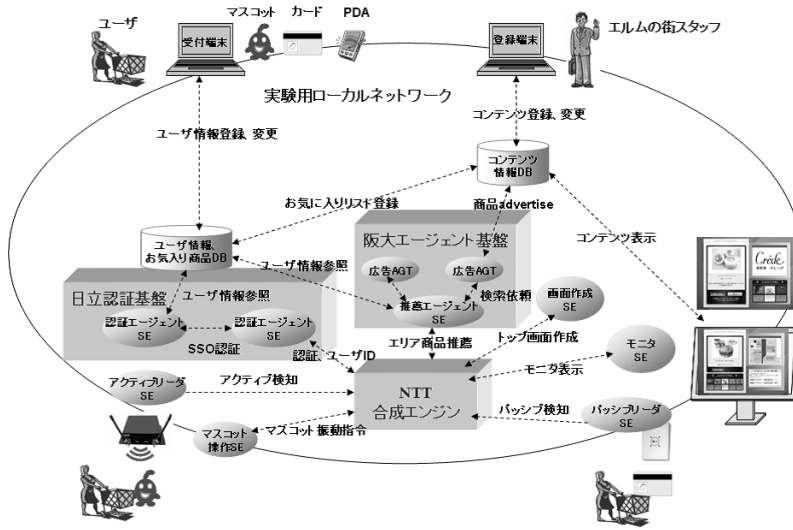 ユーザ
受付端末
マスコット
カード
PDA
登録端末
エルムの街スタッフ
実験用ローカルネットワーク
ユーザ情報登録、変更
コンテンツ登録、変更
コンテンツ
情報DB
お気に入りリスト登録
商品advertise
コンテンツ表示
ユーザ情報、
お気入り商品DB
阪大エージェント基盤
ユーザ情報参照
広告AGT
広告AGT
日立認証基盤
ユーザ情報参照
検索依頼
推薦エージェント
SE
画面作成
SE
認証エージェント
SE
認証エージェント
SE
SSO認証
エリア商品推薦
トップ画面作成
モニタ
SE
認証、ユーザID
モニタ表示
アクティブリーダ
SE
アクティブ検知
NTT
合成エンジン
パッシブ検知
パッシブリーダ
SE
マスコット
操作SE
マスコット振動指令
Créde